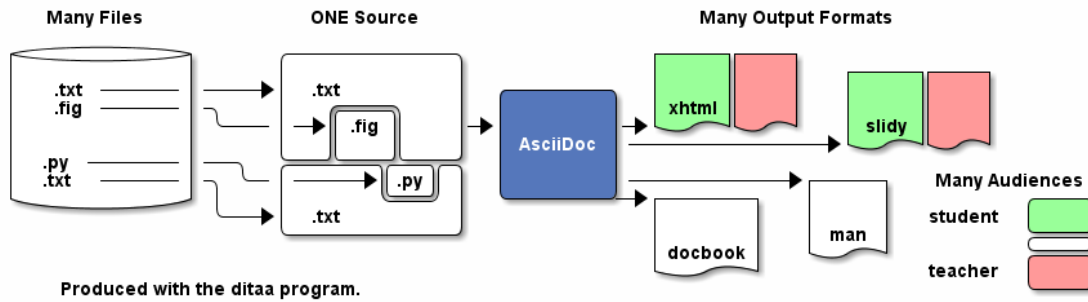 Many Files
ONE Source
Many Output Formats
.txt
.fig
.py
.txt
.txt
.fig
.py
.txt
AsciiDoc
xhtml
slidy
docbook
man
Many Audiences
student
teacher
Produced with the ditaa program.